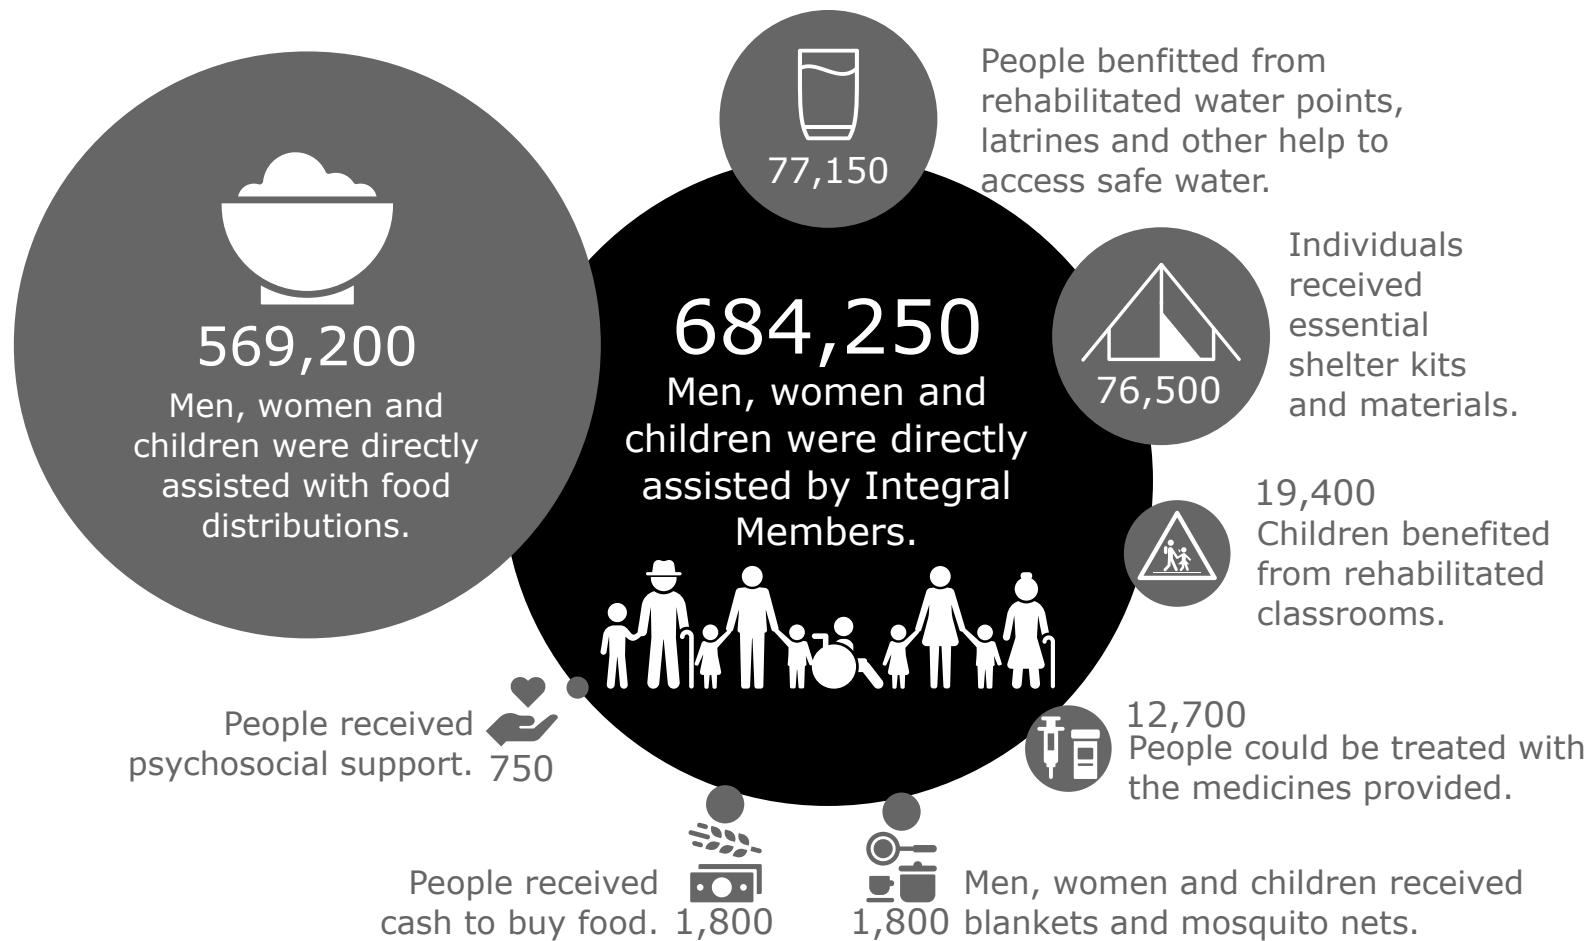 77,150
People benfitted from
rehabilitated water points,
latrines and other help to
access safe water.
569,200
Men, women and
children were directly
assisted with food
distributions.
684,250
Men, women and
children were directly
assisted by Integral
Members.
76,500
Individuals
received
essential
shelter kits
and materials.
19,400
Children benefited
from rehabilitated
classrooms.
12,700
People could be treated with
the medicines provided.
People received
psychosocial support.
750
People received
cash to buy food.
1,800
1,800
Men, women and children received
blankets and mosquito nets.